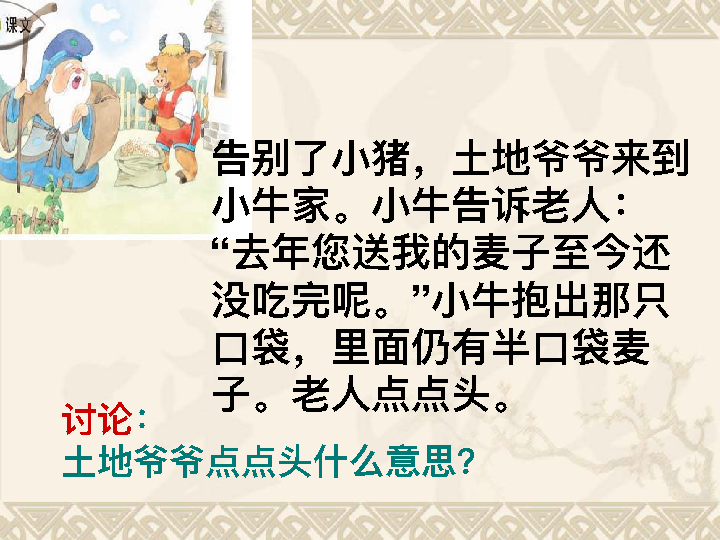 课文
告别了小猪，土地爷爷来到
小牛家。小牛告诉老人：
“去年您送我的麦子至今还
没吃完呢。”小牛抱出那只
口袋，里面仍有半口袋麦
子。老人点点头。
讨论：
土地爷爷点点头什么意思？